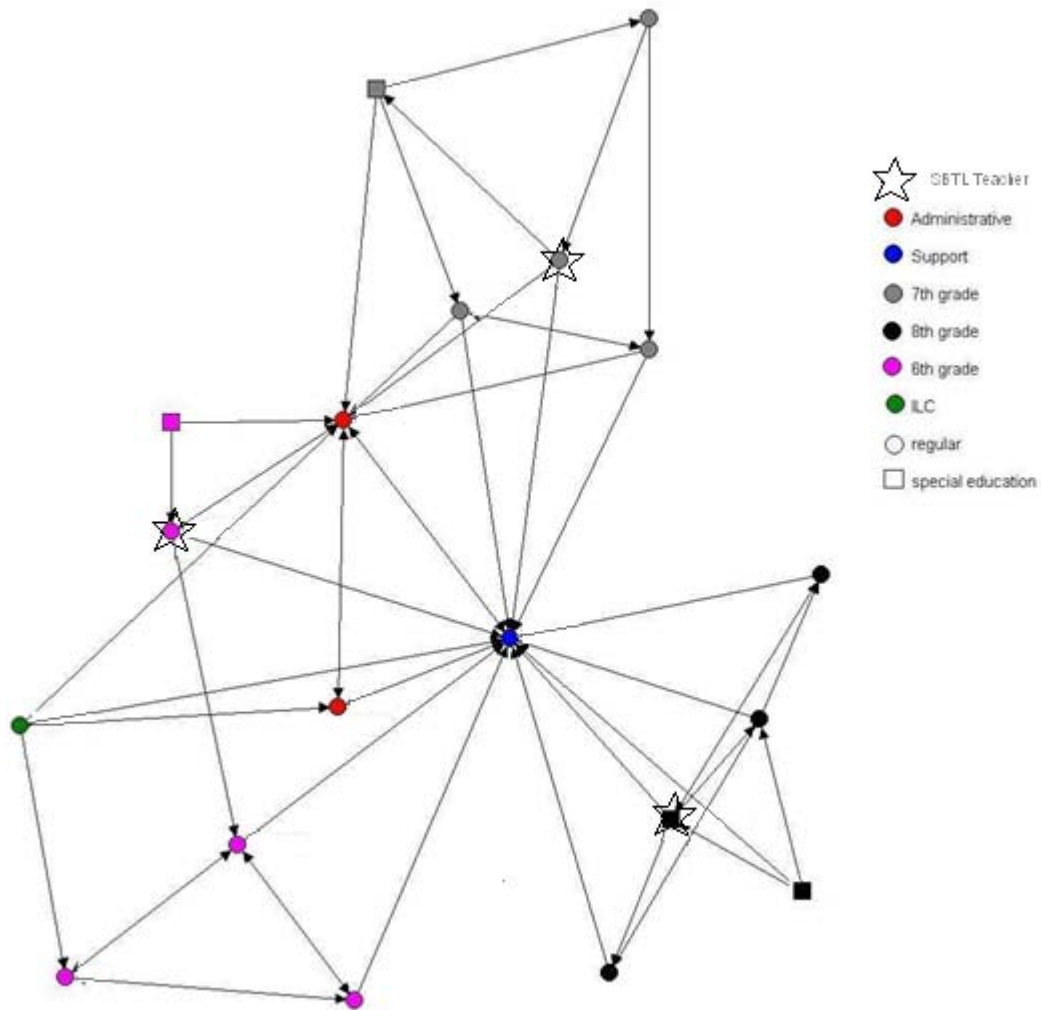 SBTL Teacher
Administrative
Support
7th grade
8th grade
6th grade
ILC
regular
special education